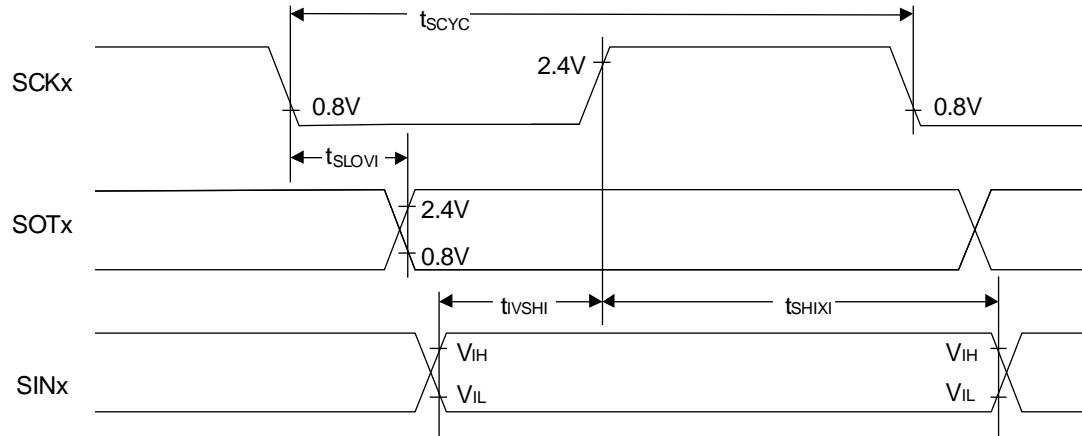 tSCYC
SCKx
2.4V
0.8V
0.8V
tSLOVI
SOTx
2.4V
0.8V
tIVSHI
tSHIXI
SINx
VIH
VIH
VIL
VIL